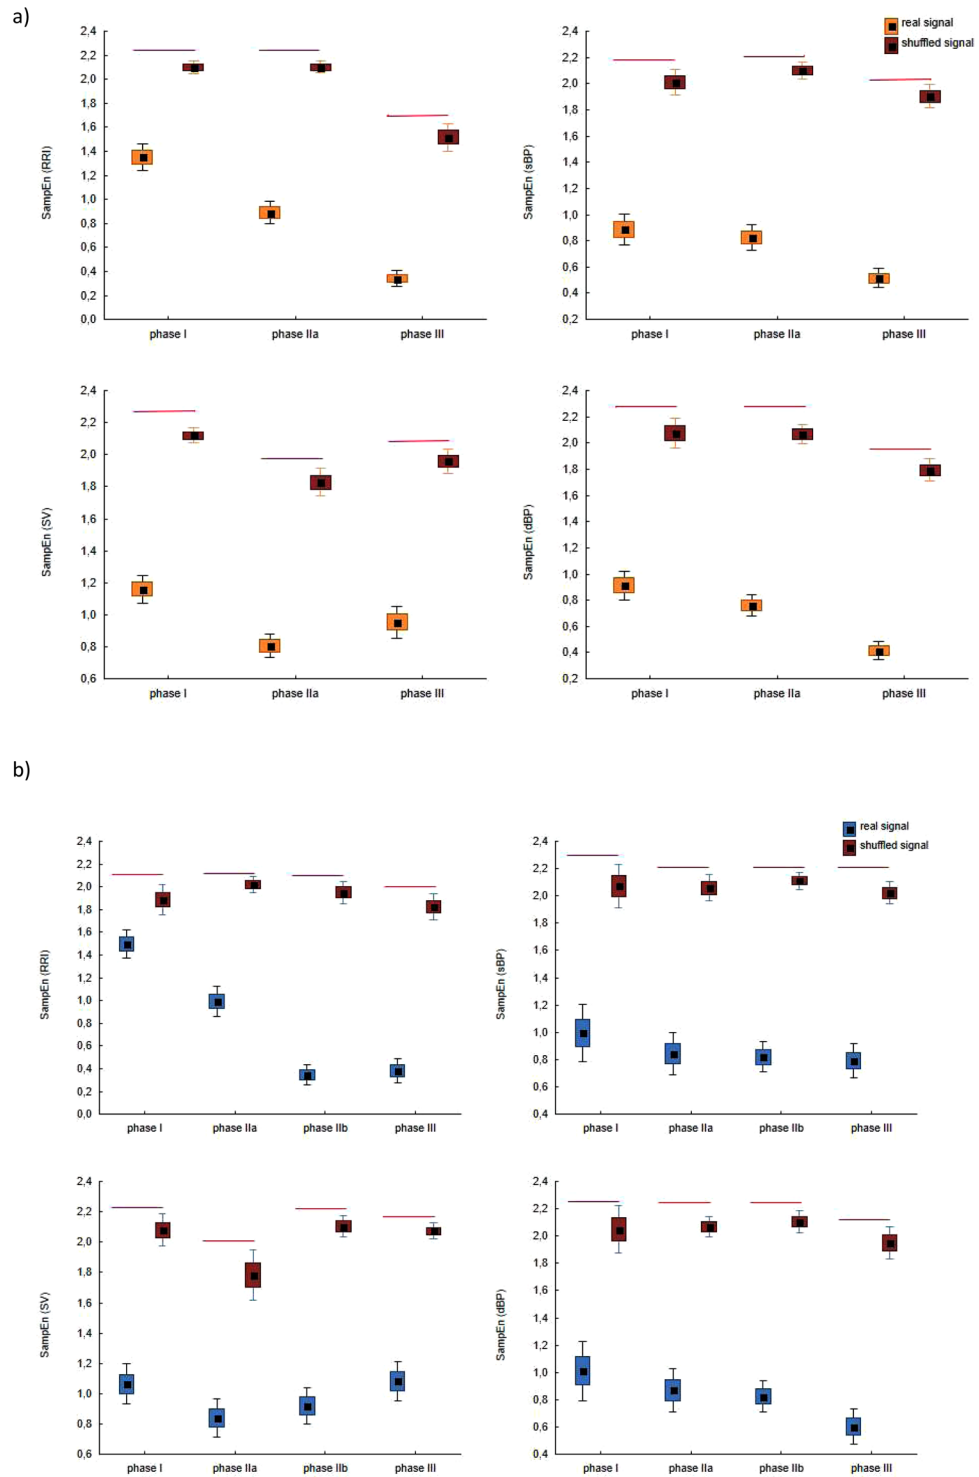 a)
real signal
shuffled signal
SampEn (RRI)
2,4
2,2
2,0
1,8
1,6
1,4
1,2
1,0
0,8
0,6
0,4
0,2
0,0
phase I
phase IIa
phase III
SampEn (sBP)
2,4
2,2
2,0
1,8
1,6
1,4
1,2
1,0
0,8
0,6
0,4
0,2
phase I
phase IIa
phase III
SampEn (SV)
2,4
2,2
2,0
1,8
1,6
1,4
1,2
1,0
0,8
0,6
phase I
phase IIa
phase III
SampEn (dBP)
2,4
2,2
2,0
1,8
1,6
1,4
1,2
1,0
0,8
0,6
0,4
0,2
phase I
phase IIa
phase III
b)
real signal
shuffled signal
SampEn (RRI)
2,4
2,2
2,0
1,8
1,6
1,4
1,2
1,0
0,8
0,6
0,4
0,2
0,0
phase I
phase IIa
phase IIb
phase III
SampEn (sBP)
2,4
2,2
2,0
1,8
1,6
1,4
1,2
1,0
0,8
0,6
0,4
phase I
phase IIa
phase IIb
phase III
SampEn (SV)
2,4
2,2
2,0
1,8
1,6
1,4
1,2
1,0
0,8
0,6
phase I
phase IIa
phase IIb
phase III
SampEn (dBP)
2,4
2,2
2,0
1,8
1,6
1,4
1,2
1,0
0,8
0,6
0,4
phase I
phase IIa
phase IIb
phase III